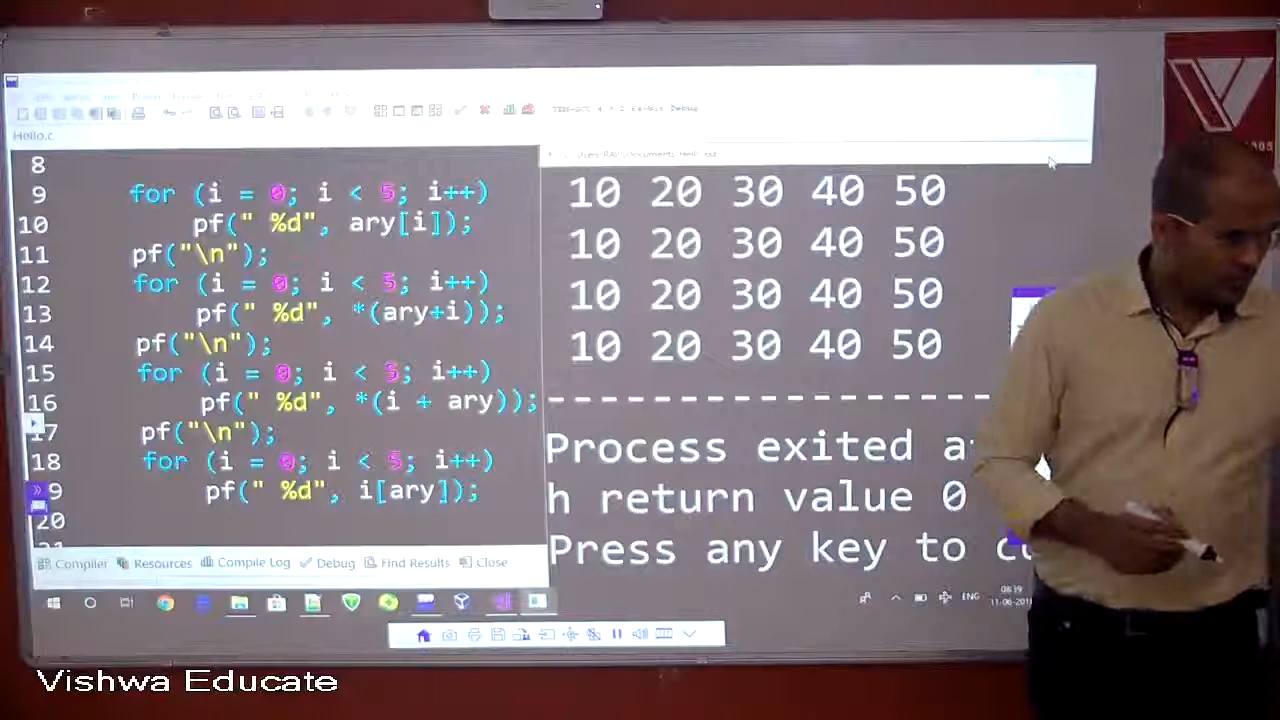 Hello.c
8
9 for (i = 0; i < 5; i++)
10 pf(" %d", ary[i]);
11 pf("\n");
12 for (i = 0; i < 5; i++)
13 pf(" %d", *(ary+i));
14 pf("\n");
15 for (i = 0; i < 5; i++)
16 pf(" %d", *(i + ary));
17 pf("\n");
18 for (i = 0; i < 5; i++)
9 pf(" %d", i[ary]);
20
10 20 30 40 50
10 20 30 40 50
10 20 30 40 50
10 20 30 40 50
--------------------
Process exited a
h return value 0
Press any key to c
Compiler Resources Compile Log Debug Find Results Close
ENG 08:39
Vishwa Educate